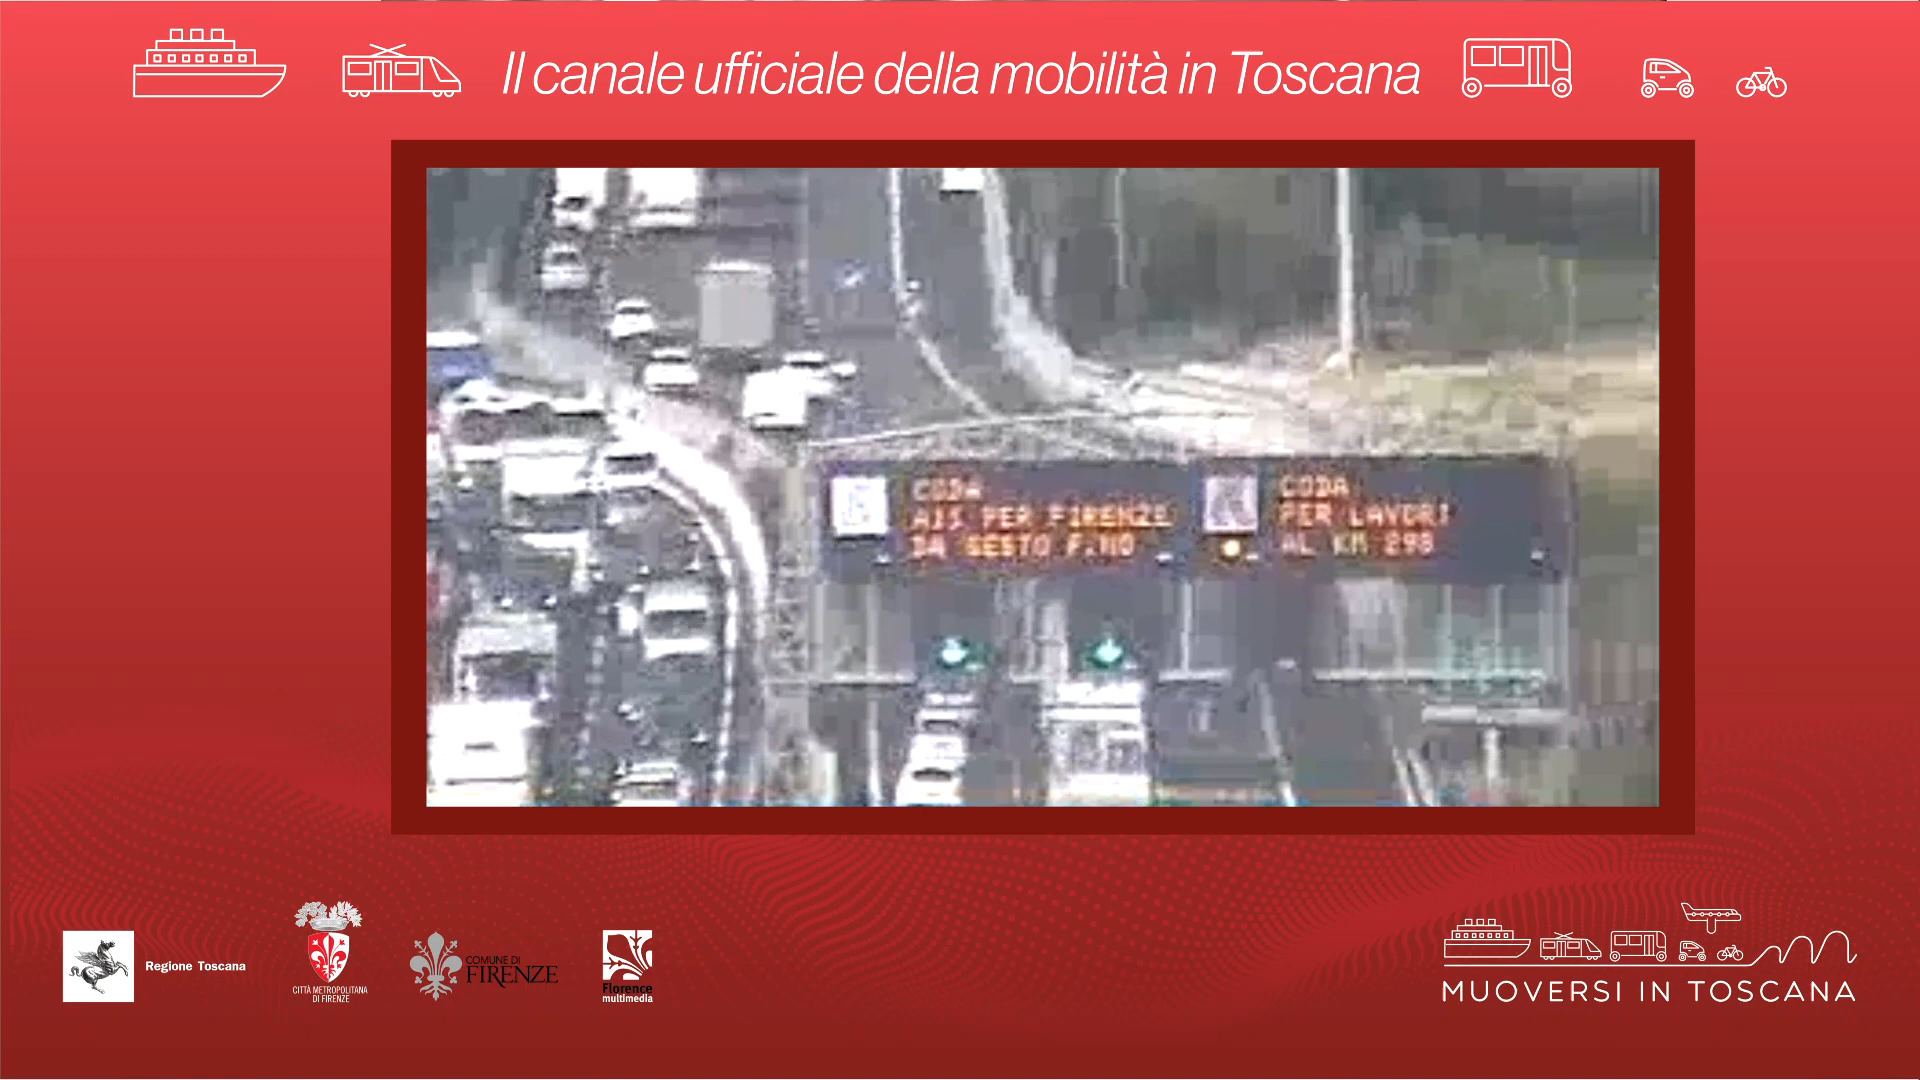 Il canale ufficiale della mobilità in Toscana
CODA
A15 PER FIRENZE
DA SESTO F.NO
CODA
PER LAVORI
AL KM 298
Regione Toscana
CITTÀ METROPOLITANA
DI FIRENZE
COMUNE DI
FIRENZE
Florence
multimedia
MUOVERSI IN TOSCANA